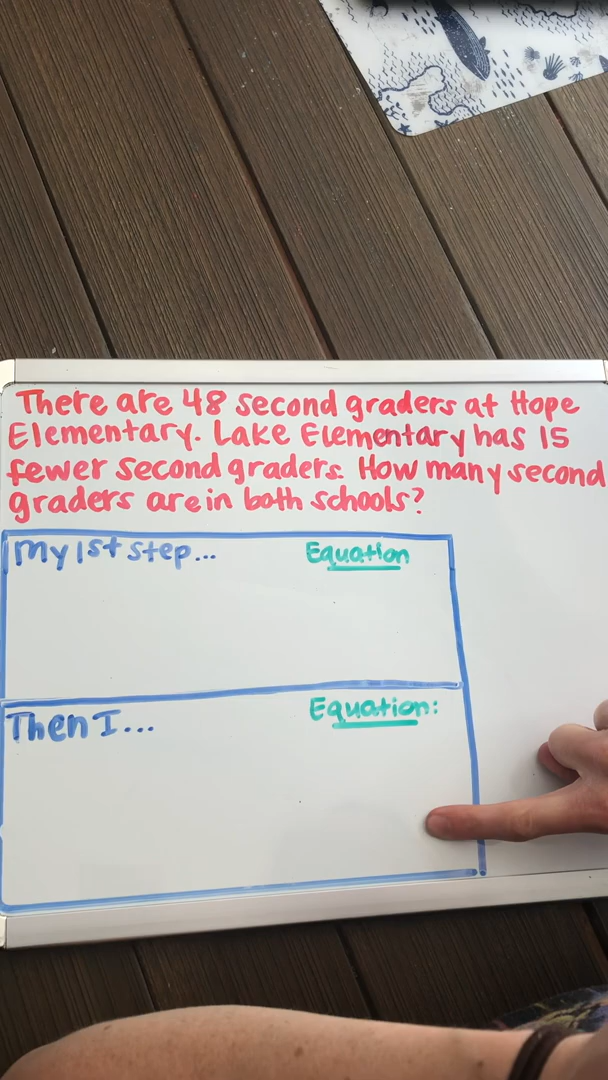 There are 48 second graders at Hope
Elementary. Lake Elementary has 15
fewer second graders. How many second
graders are in both schools?
My 1st step...
Equation
Then I...
Equation: